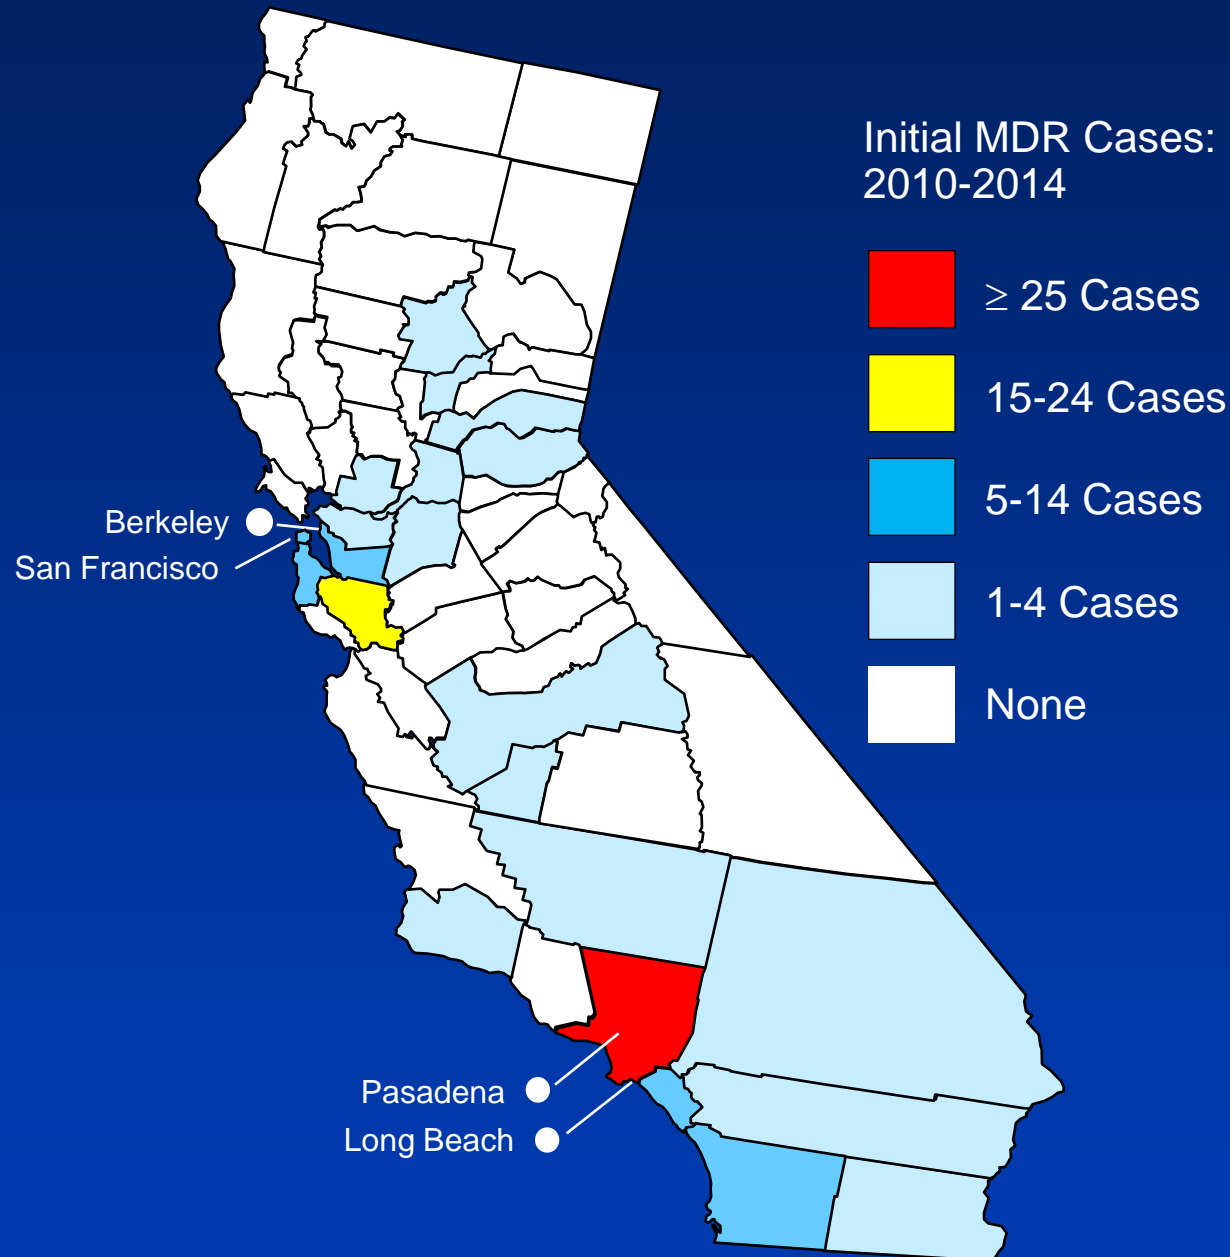 Initial MDR Cases:
2010-2014
≥ 25 Cases
15-24 Cases
5-14 Cases
1-4 Cases
None
Berkeley
San Francisco
Pasadena
Long Beach